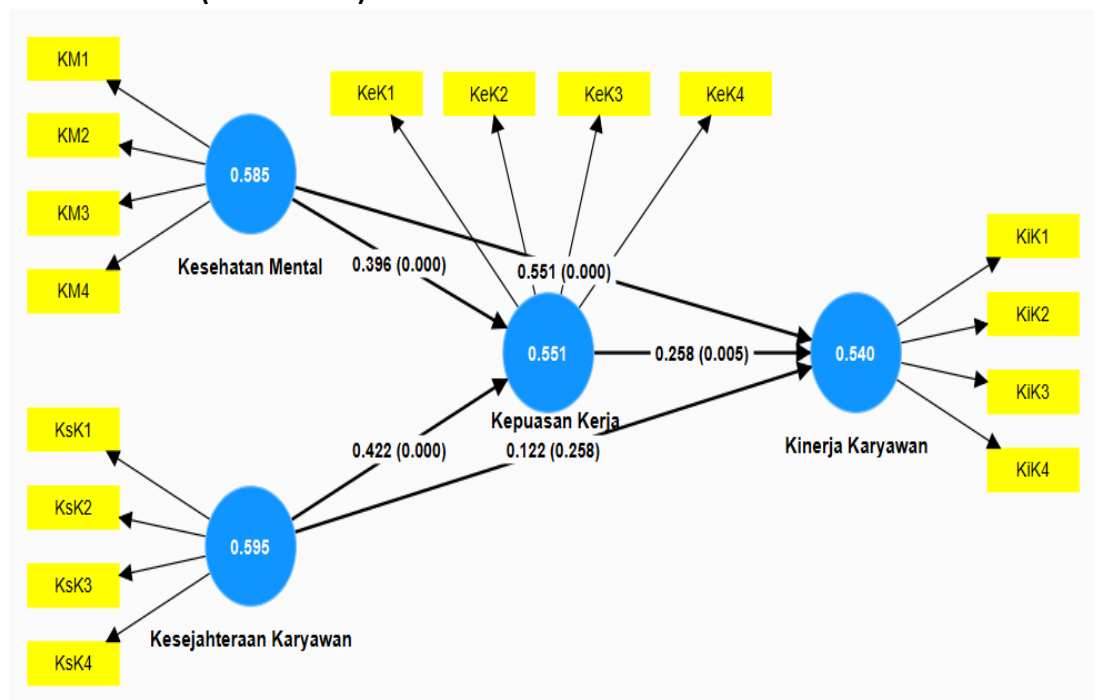 KM1
KM2
KM3
KM4
0.585
Kesehatan Mental
KeK1
KeK2
KeK3
KeK4
0.396 (0.000)
0.551 (0.000)
0.551
Kepuasan Kerja
0.258 (0.005)
0.540
Kinerja Karyawan
KiK1
KiK2
KiK3
KiK4
0.422 (0.000)
0.122 (0.258)
KsK1
KsK2
KsK3
KsK4
0.595
Kesejahteraan Karyawan